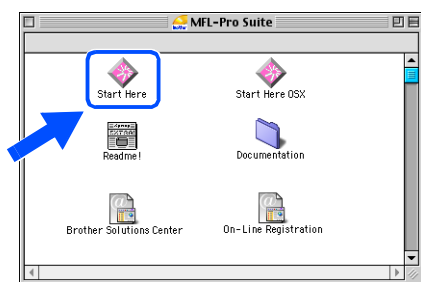 MFL-Pro Suite
Start Here
Start Here OSX
Readme!
Documentation
Brother Solutions Center
On-Line Registration